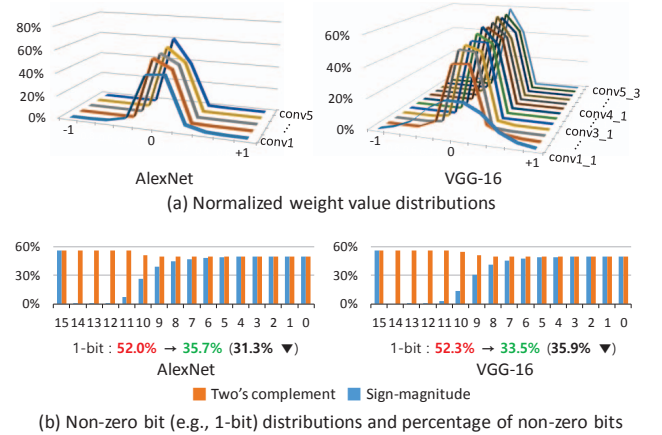 80%
60%
40%
20%
0%
-1
0
+1
conv5
conv1
AlexNet
60%
40%
20%
0%
-1
0
+1
conv5_3
conv4_1
conv3_1
conv1_1
VGG-16
(a) Normalized weight value distributions
60%
30%
0%
15 14 13 12 11 10 9 8 7 6 5 4 3 2 1 0
1-bit : 52.0% → 35.7% (31.3% ▼)
AlexNet
60%
30%
0%
15 14 13 12 11 10 9 8 7 6 5 4 3 2 1 0
1-bit : 52.3% → 33.5% (35.9% ▼)
VGG-16
Two's complement Sign-magnitude
(b) Non-zero bit (e.g., 1-bit) distributions and percentage of non-zero bits